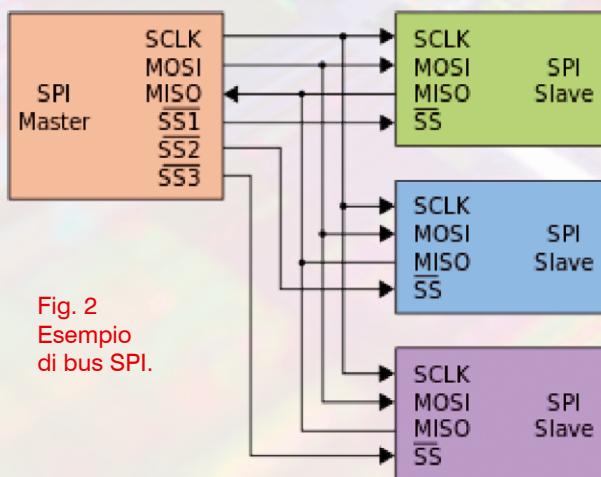 SCLK
MOSI
MISO
SS1
SS2
SS3
SPI
Master
SCLK
MOSI
MISO
SS
SPI
Slave
SCLK
MOSI
MISO
SS
SPI
Slave
SCLK
MOSI
MISO
SS
SPI
Slave
Fig. 2
Esempio
di bus SPI.